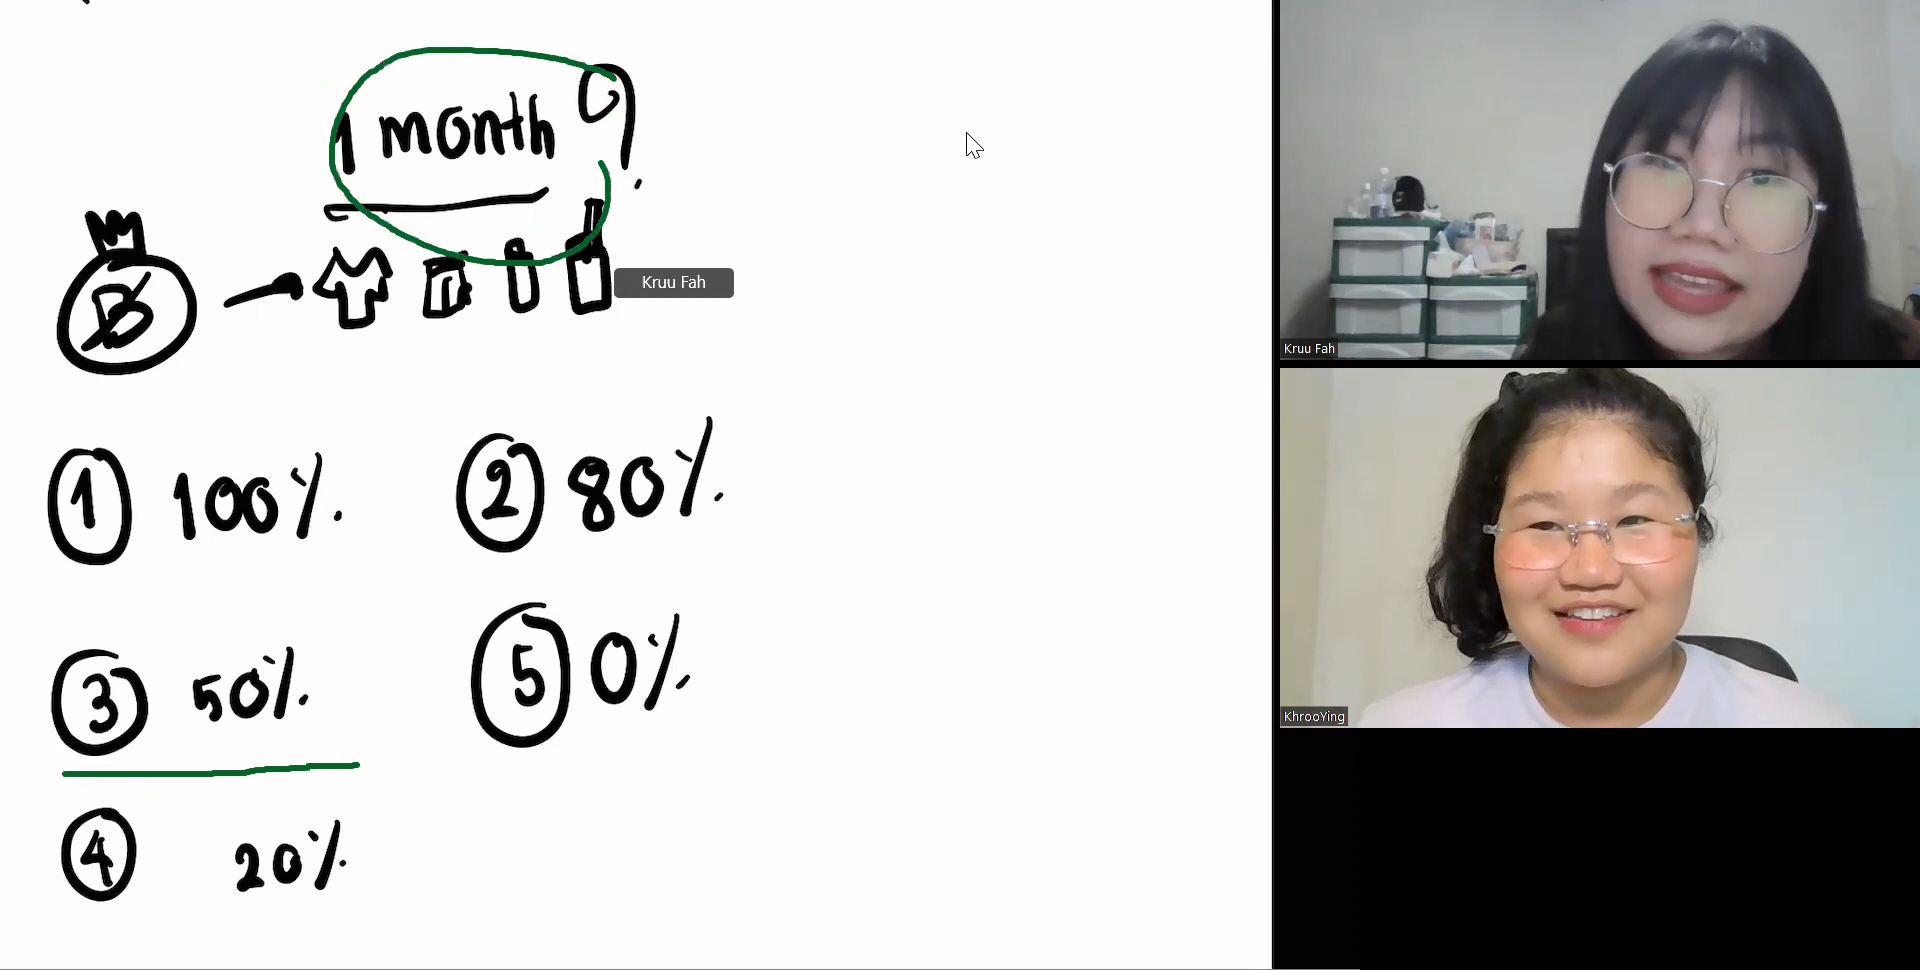 1 month ?
฿
Kruu Fah
① 100%
② 80%
③ 50%
⑤ 0%
④ 20%
Kruu Fah
KhrooYing